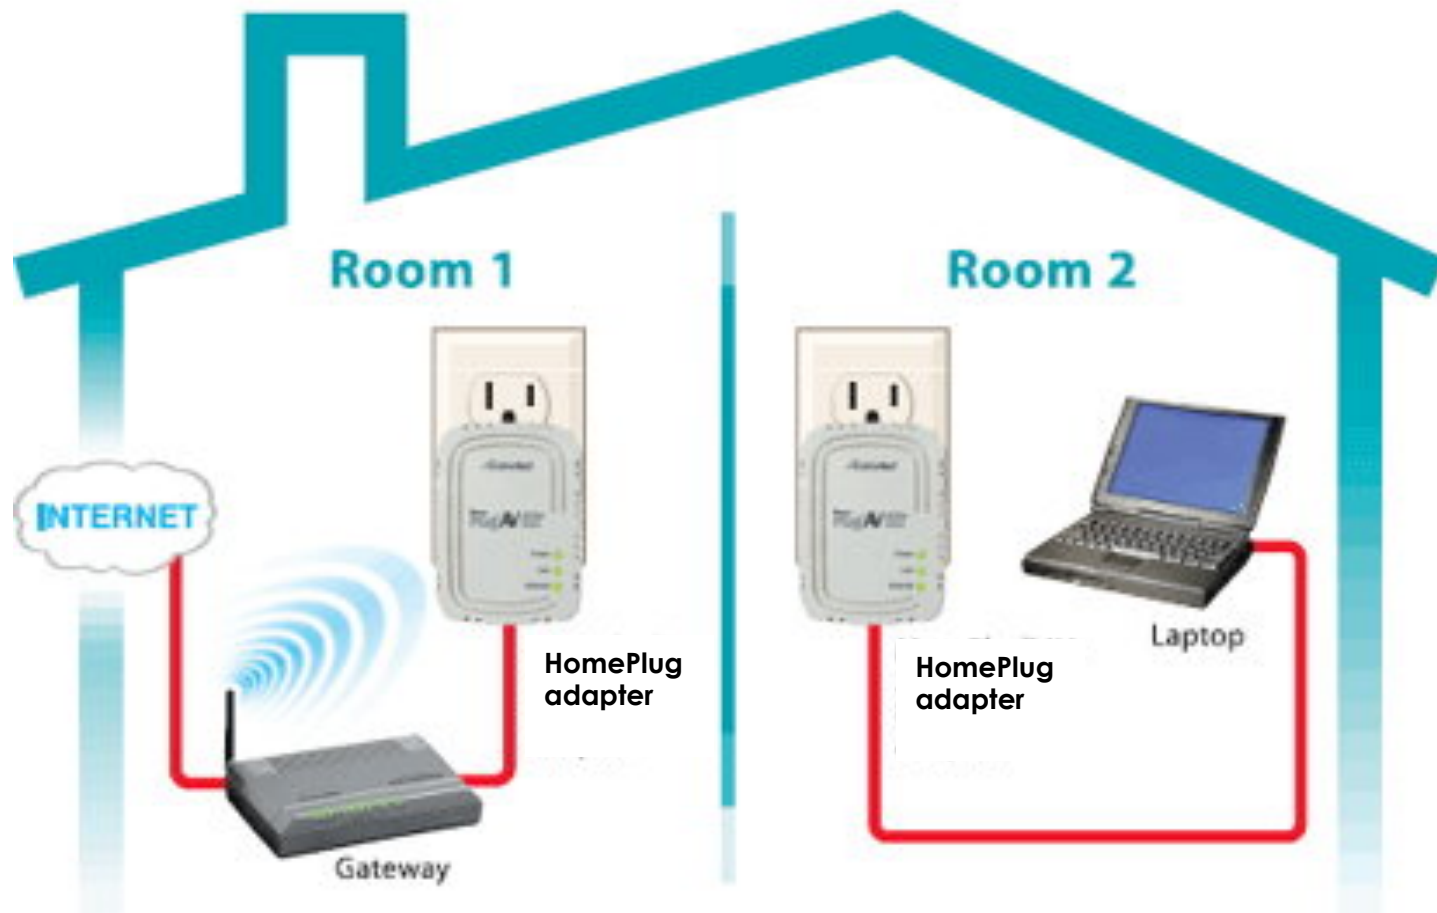 Room 1
Room 2
INTERNET
HomePlug
adapter
HomePlug
adapter
Laptop
Gateway